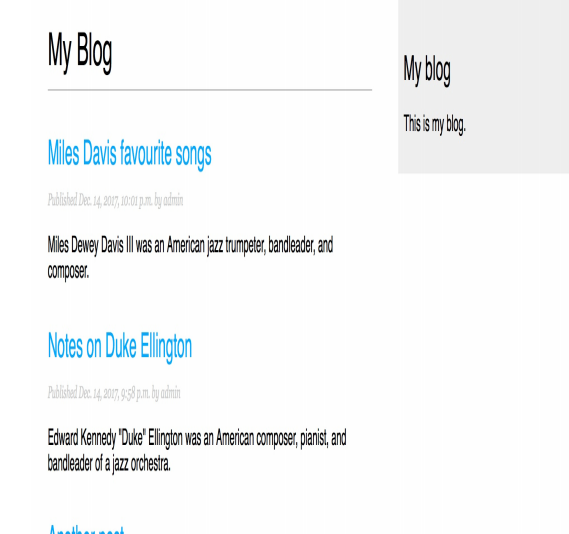 My Blog
Miles Davis favourite songs
Published Dec. 14, 2017, 10:01 p.m. by admin
Miles Dewey Davis III was an American jazz trumpeter, bandleader, and
composer.
Notes on Duke Ellington
Published Dec. 14, 2017, 9:58 p.m. by admin
Edward Kennedy "Duke" Ellington was an American composer, pianist, and
bandleader of a jazz orchestra.
Another post
My blog
This is my blog.